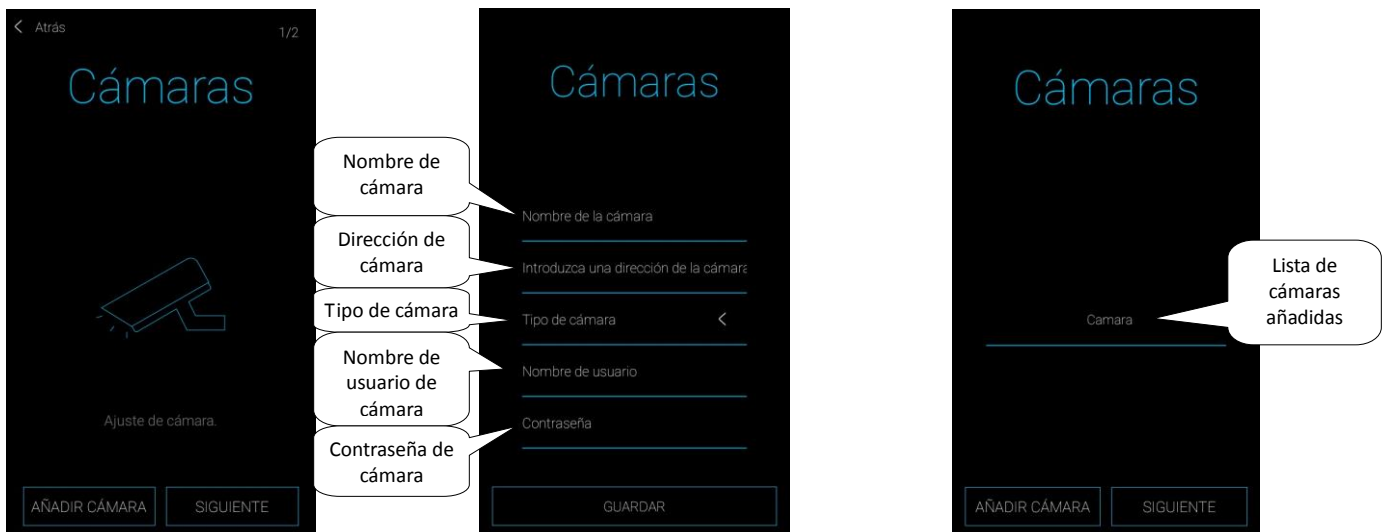 Atrás
1/2
Cámaras
Ajuste de cámara.
AÑADIR CÁMARA
SIGUIENTE
Nombre de
cámara
Dirección de
cámara
Tipo de cámara
Nombre de
usuario de
cámara
Contraseña de
cámara
Cámaras
Nombre de la cámara
Introduzca una dirección de la cámara
Tipo de cámara
Nombre de usuario
Contraseña
GUARDAR
Cámaras
Camara
Lista de
cámaras
añadidas
AÑADIR CÁMARA
SIGUIENTE